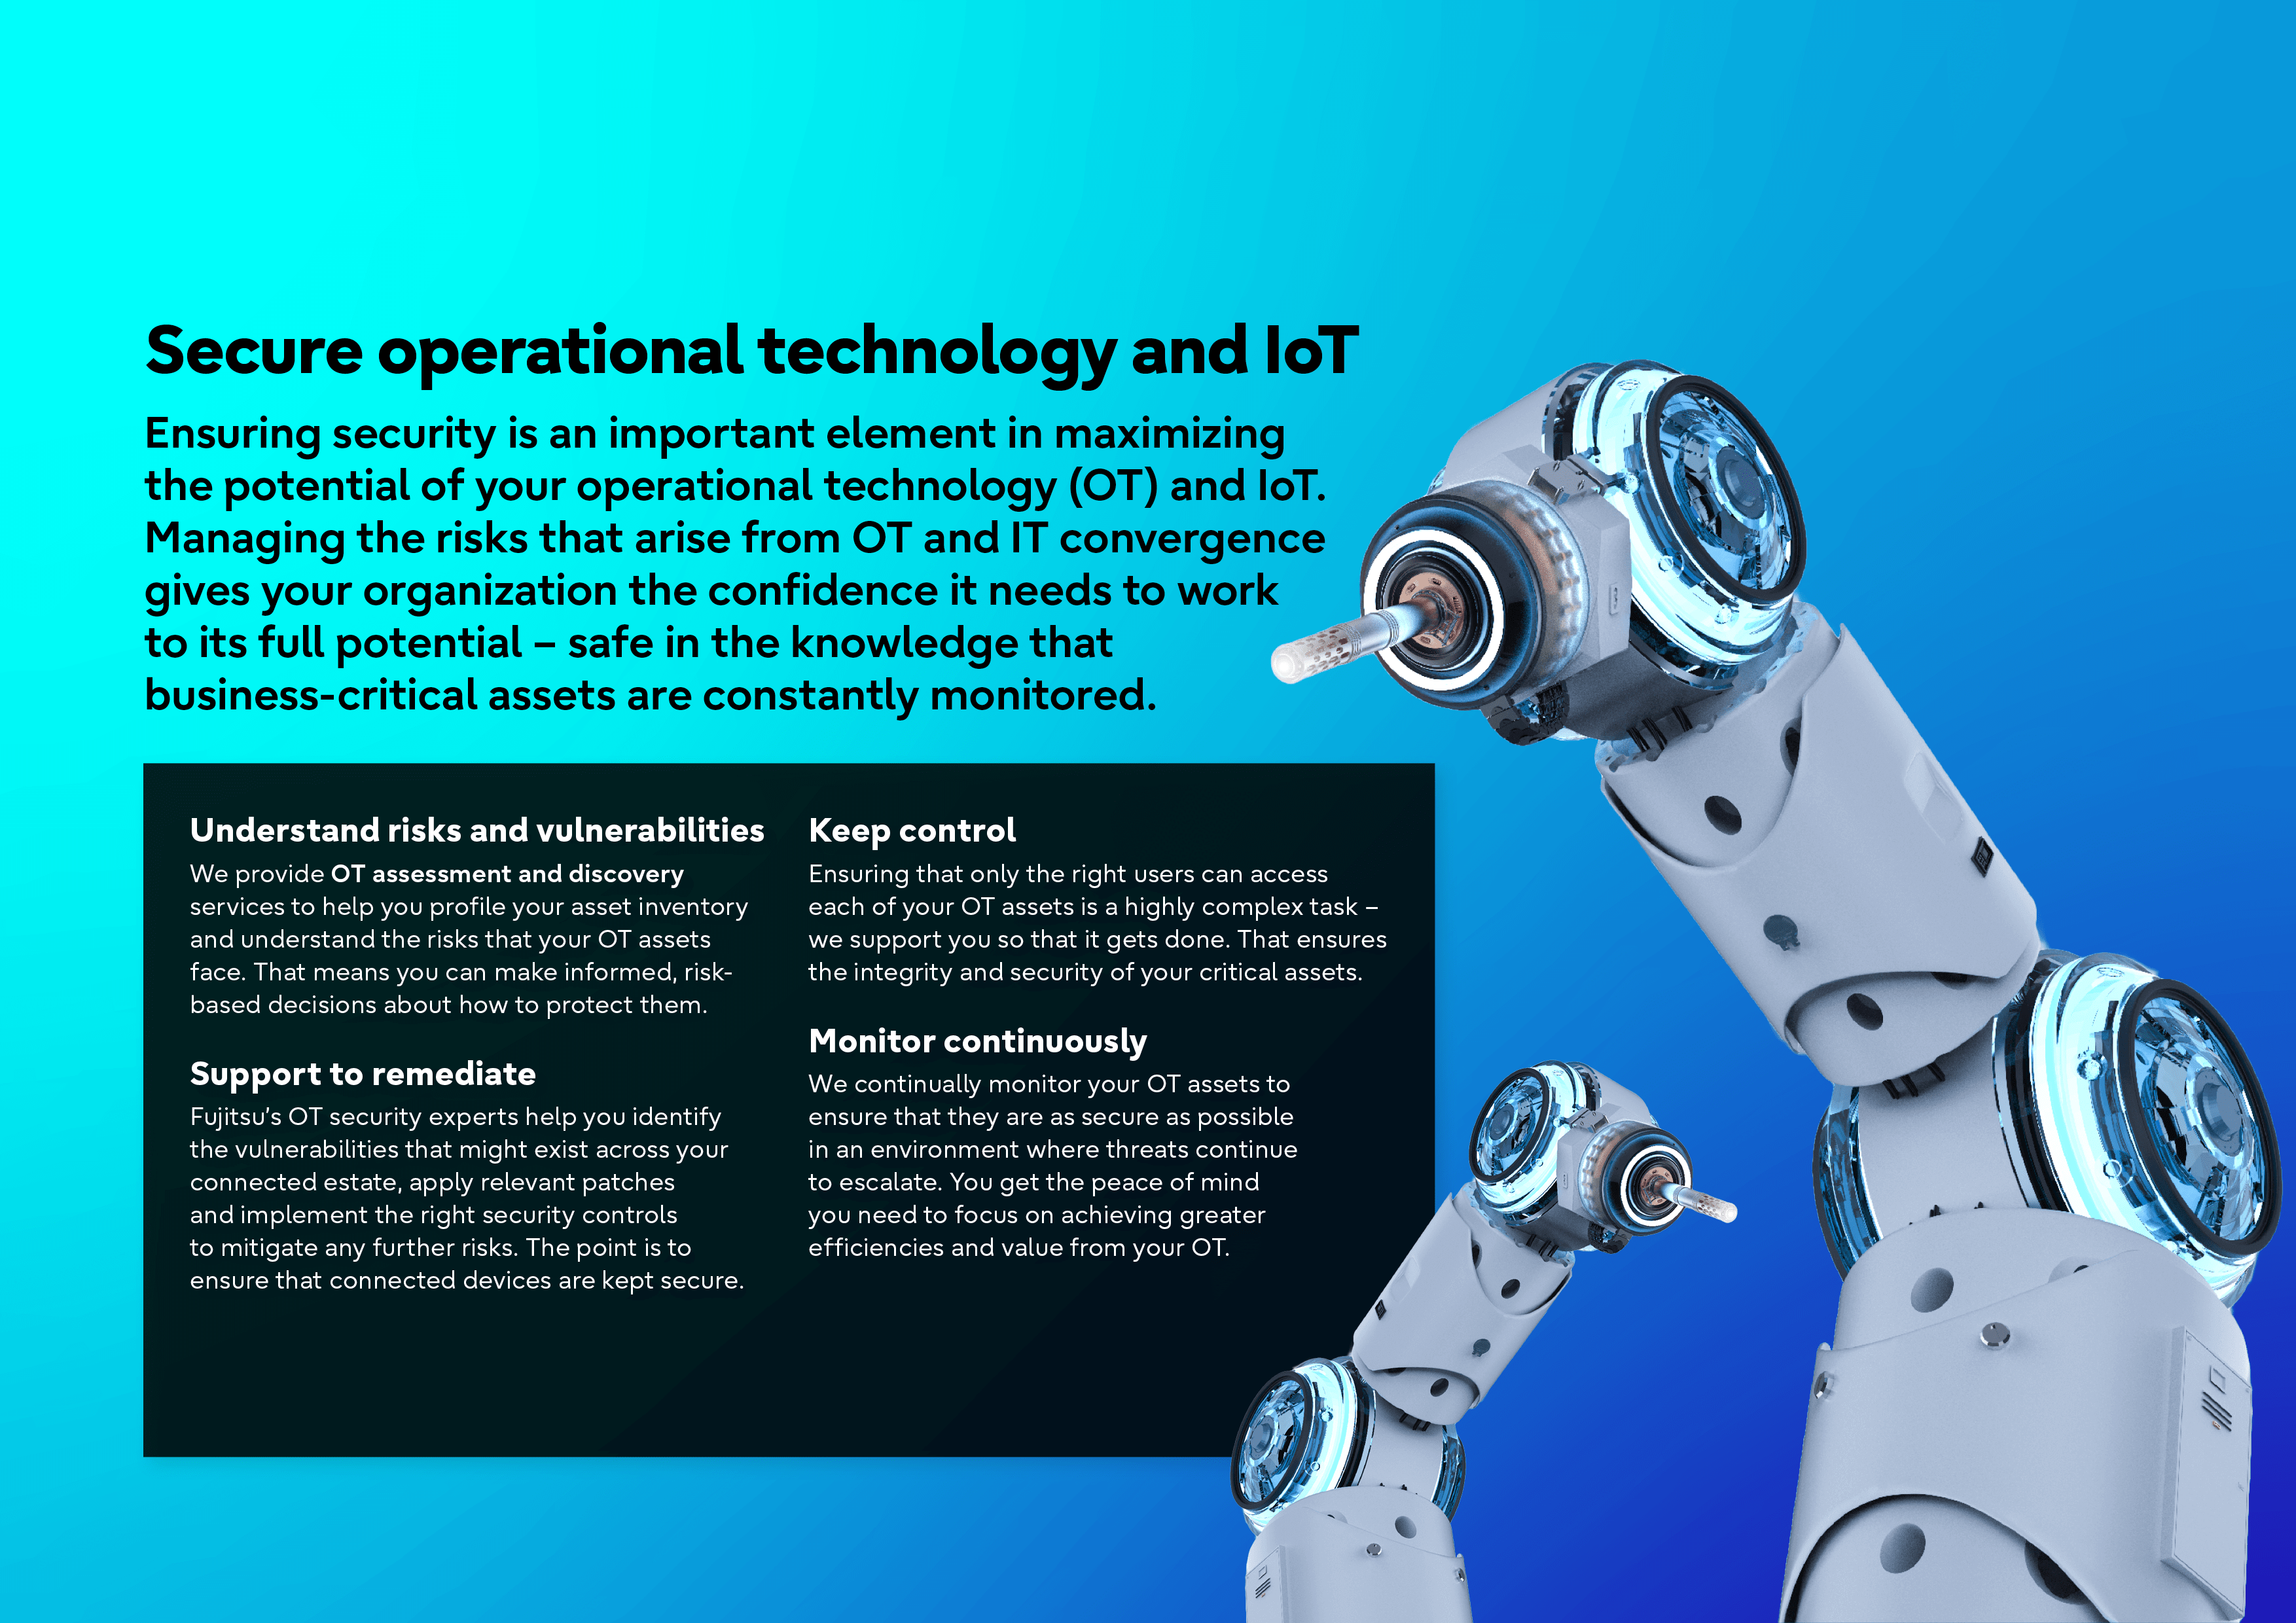 Secure operational technology and IoT
Ensuring security is an important element in maximizing
the potential of your operational technology (OT) and IoT.
Managing the risks that arise from OT and IT convergence
gives your organization the confidence it needs to work
to its full potential – safe in the knowledge that
business-critical assets are constantly monitored.
Understand risks and vulnerabilities
We provide OT assessment and discovery
services to help you profile your asset inventory
and understand the risks that your OT assets
face. That means you can make informed, risk-
based decisions about how to protect them.
Support to remediate
Fujitsu’s OT security experts help you identify
the vulnerabilities that might exist across your
connected estate, apply relevant patches
and implement the right security controls
to mitigate any further risks. The point is to
ensure that connected devices are kept secure.
Keep control
Ensuring that only the right users can access
each of your OT assets is a highly complex task –
we support you so that it gets done. That ensures
the integrity and security of your critical assets.
Monitor continuously
We continually monitor your OT assets to
ensure that they are as secure as possible
in an environment where threats continue
to escalate. You get the peace of mind
you need to focus on achieving greater
efficiencies and value from your OT.